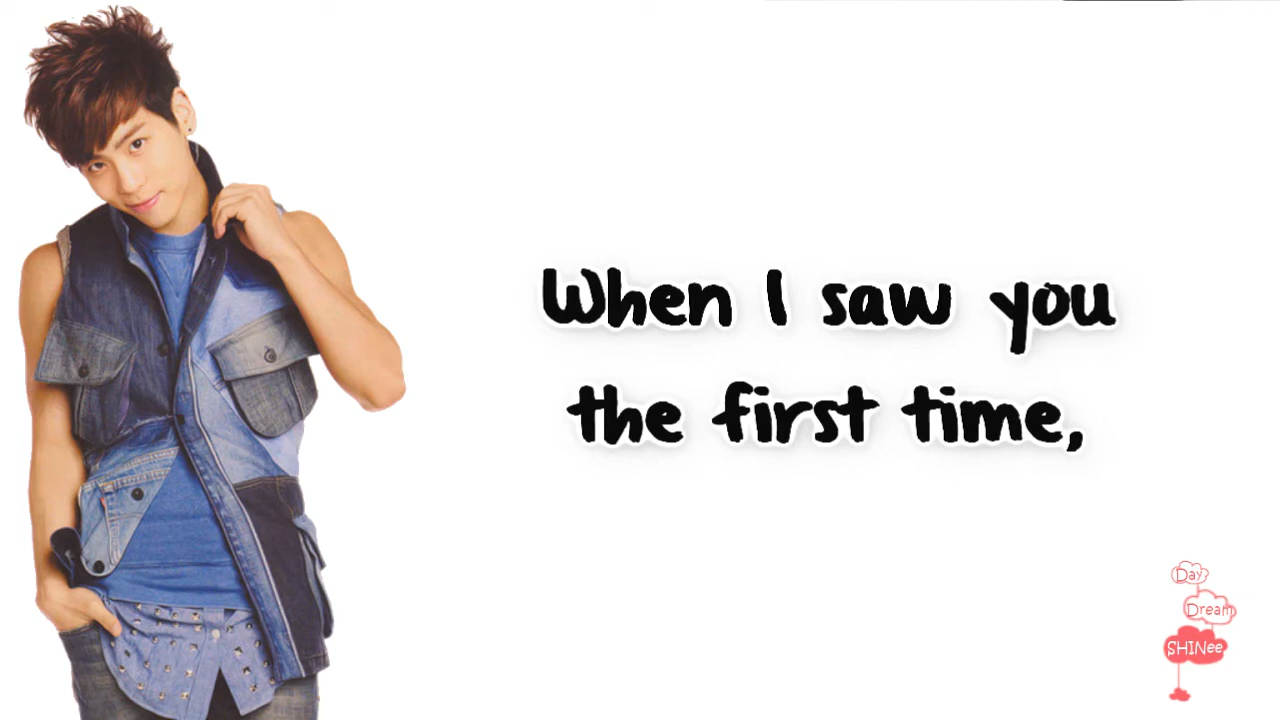 When I saw you
the first time,
Day
Dream
SHINee